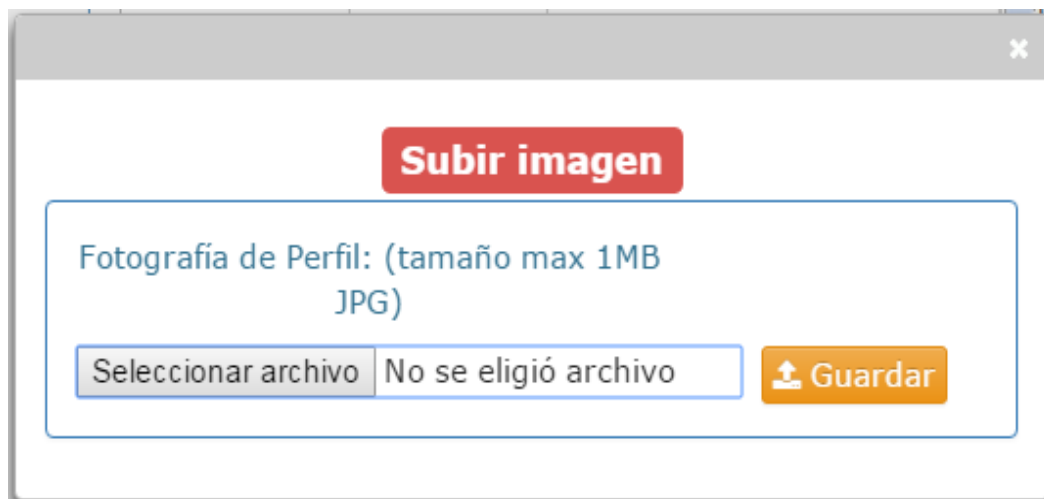 Subir imagen
Fotografía de Perfil: (tamaño max 1MB
JPG)
Seleccionar archivo No se eligió archivo Guardar